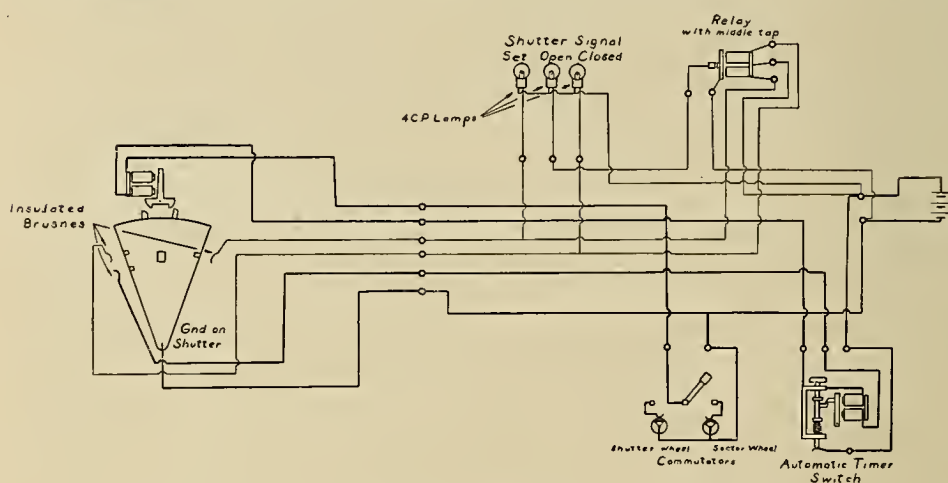 Relay
with middle tap
Shutter Signal
Set Open Closed
4CP Lamps
Insulated
Brusnes
Gnd on
Shutter
Shutter Wheel
Sector Wheel
Commutators
Automatic Timer
Switch